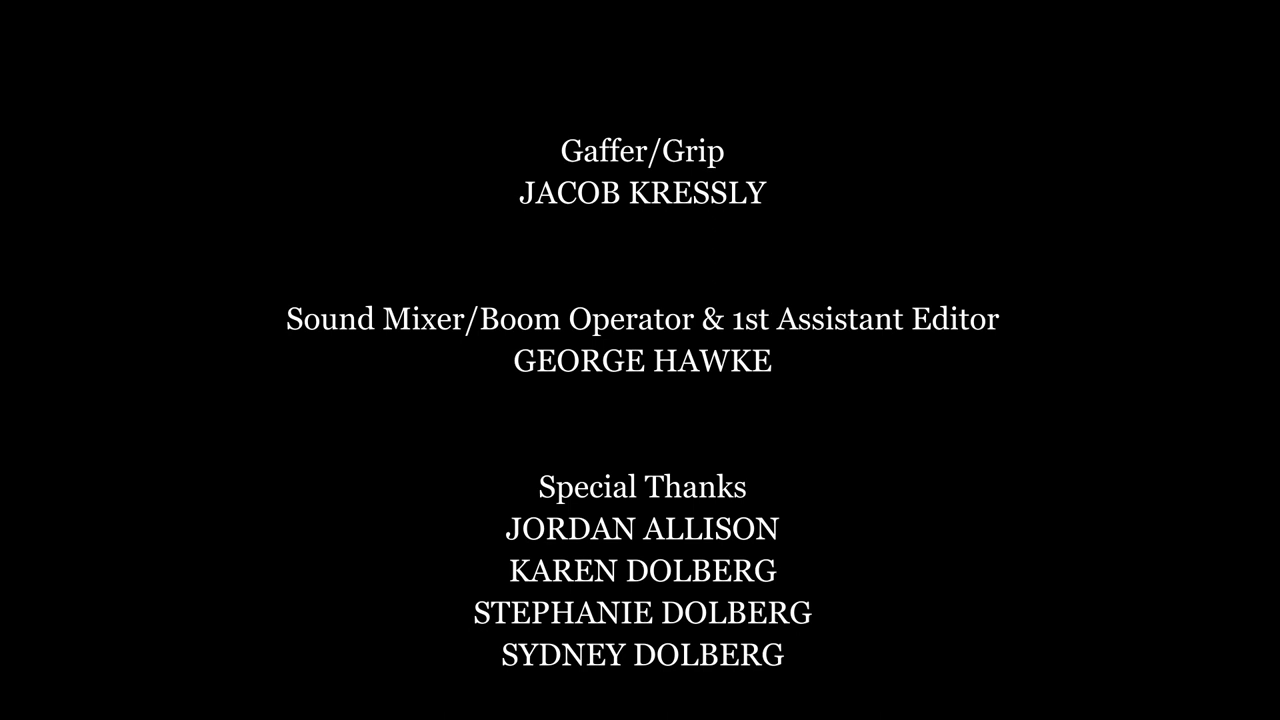 Gaffer/Grip
JACOB KRESSLY
Sound Mixer/Boom Operator & 1st Assistant Editor
GEORGE HAWKE
Special Thanks
JORDAN ALLISON
KAREN DOLBERG
STEPHANIE DOLBERG
SYDNEY DOLBERG